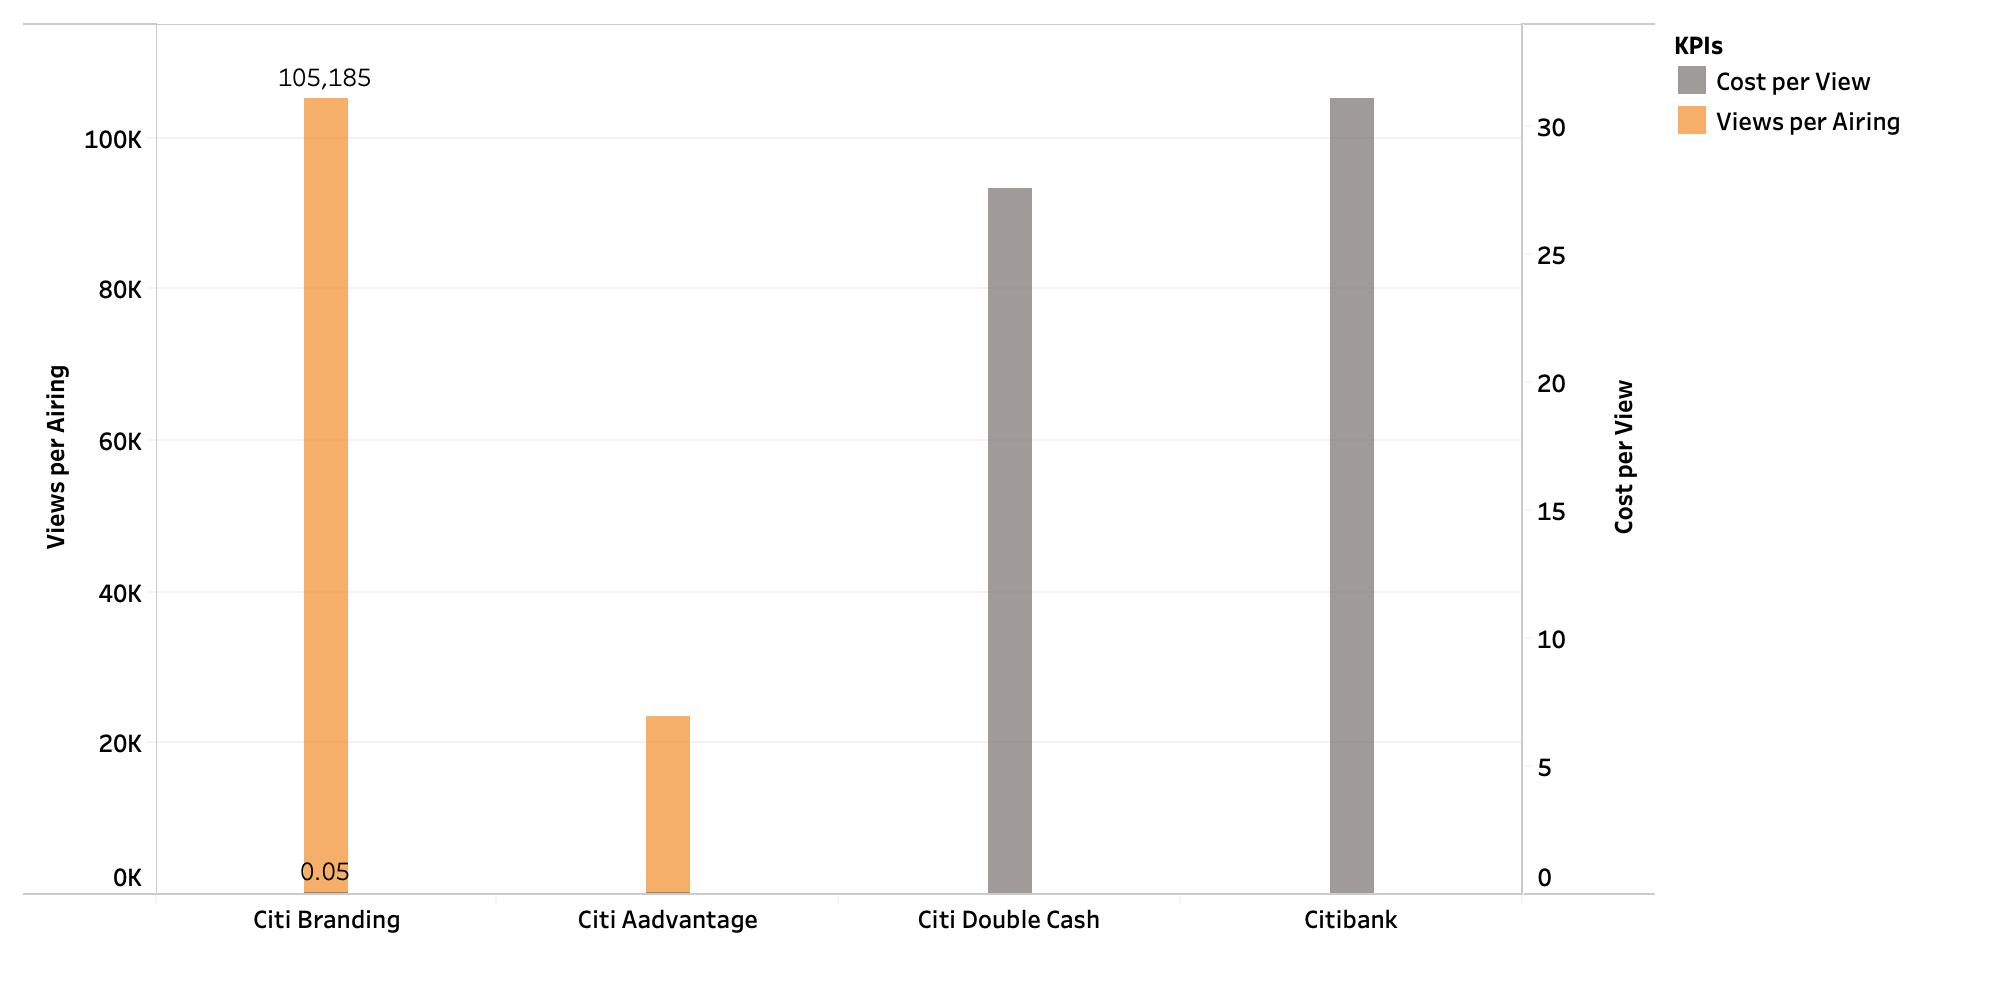 105,185
100K
80K
60K
40K
20K
0K
Views per Airing
0.05
Citi Branding
Citi Aadvantage
Citi Double Cash
Citibank
30
25
20
15
10
5
0
Cost per View
KPIs
Cost per View
Views per Airing